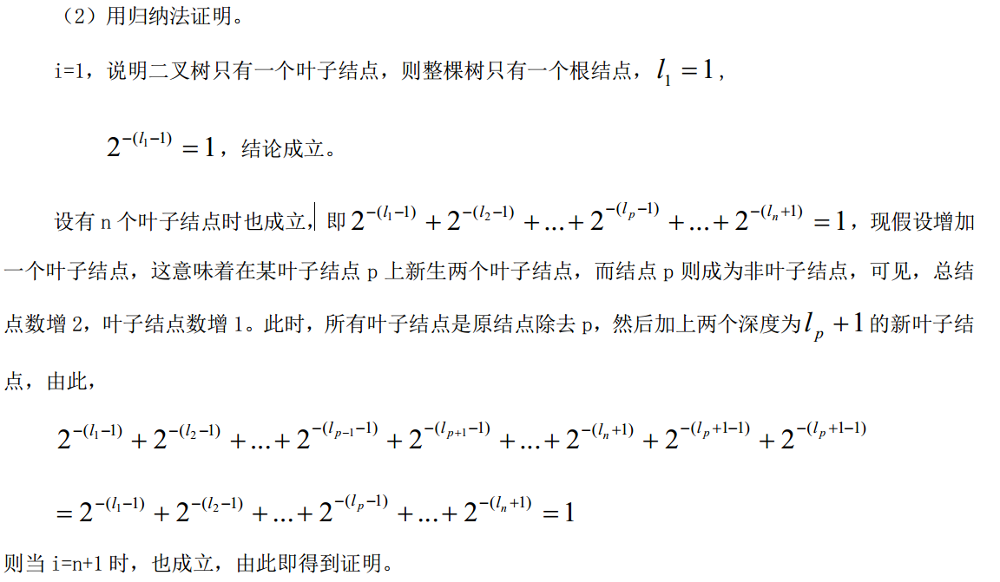 （2）用归纳法证明。
i=1，说明二叉树只有一个叶子结点，则整棵树只有一个根结点，$l_1 = 1$，
$2^{-(l_1-1)} = 1$，结论成立。
设有 n 个叶子结点时也成立，即 $2^{-(l_1-1)} + 2^{-(l_2-1)} + ... + 2^{-(l_p-1)} + ... + 2^{-(l_n+1)} = 1$，现假设增加
一个叶子结点，这意味着在某叶子结点 p 上新生两个叶子结点，而结点 p 则成为非叶子结点，可见，总结
点数增 2，叶子结点数增 1。此时，所有叶子结点是原结点除去 p，然后加上两个深度为 $l_p + 1$ 的新叶子结
点，由此，
$2^{-(l_1-1)} + 2^{-(l_2-1)} + ... + 2^{-(l_{p-1}-1)} + 2^{-(l_{p+1}-1)} + ... + 2^{-(l_n+1)} + 2^{-(l_p+1-1)} + 2^{-(l_p+1-1)}$
$= 2^{-(l_1-1)} + 2^{-(l_2-1)} + ... + 2^{-(l_p-1)} + ... + 2^{-(l_n+1)} = 1$
则当 i=n+1 时，也成立，由此即得到证明。